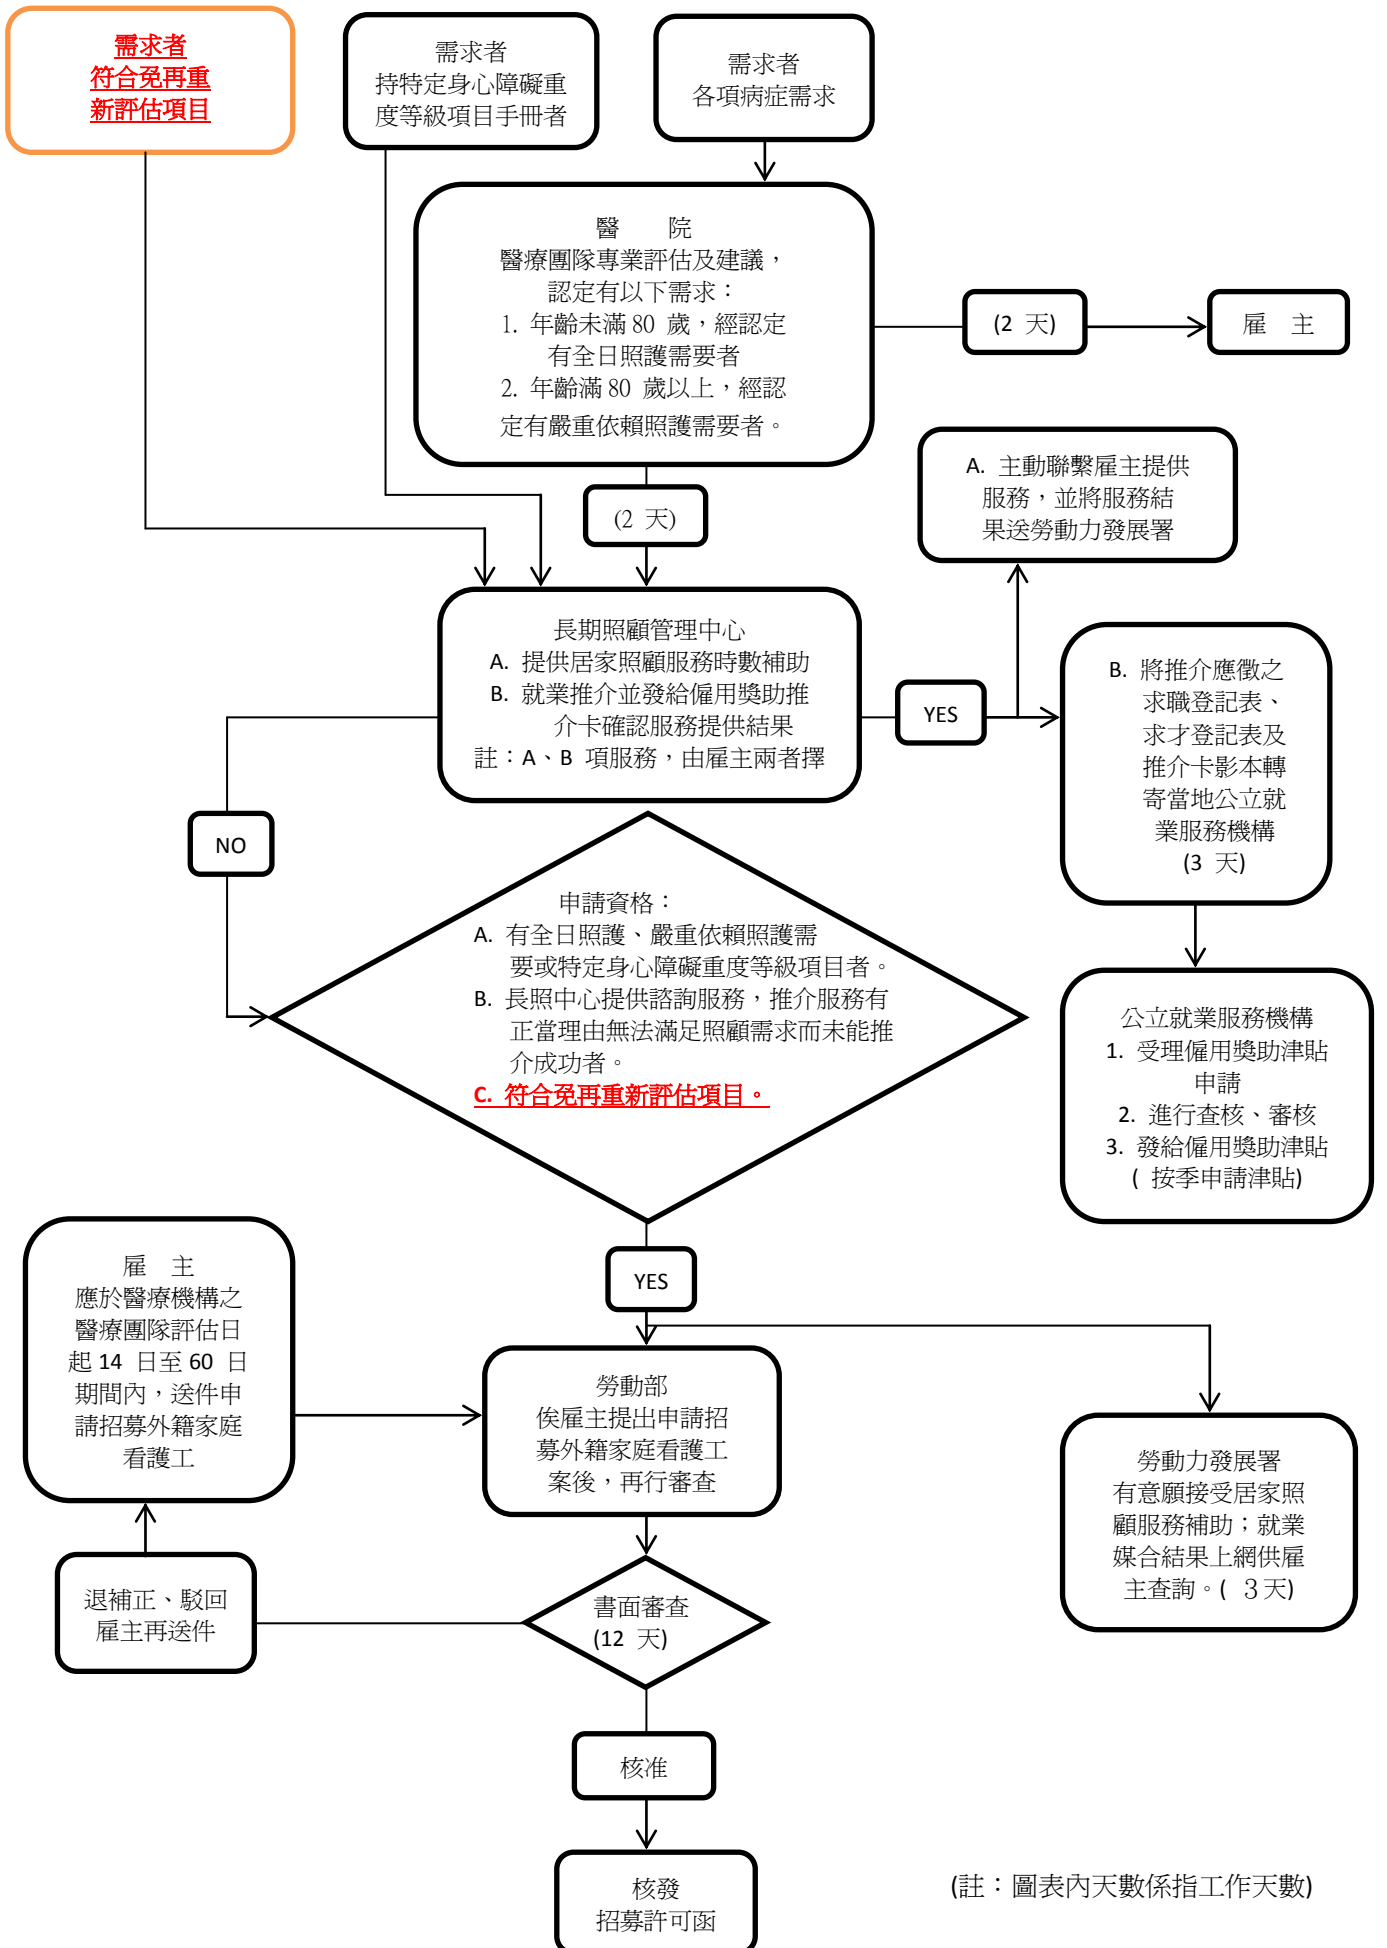 需求者
符合免再重
新評估項目
需求者
持特定身心障礙重
度等級項目手冊者
需求者
各項病症需求
醫 院
醫療團隊專業評估及建議，
認定有以下需求：
1. 年齡未滿 80 歲，經認定
有全日照護需要者
2. 年齡滿 80 歲以上，經認
定有嚴重依賴照護需要者。
(2 天)
雇 主
(2 天)
A. 主動聯繫雇主提供
服務，並將服務結
果送勞動力發展署
長期照顧管理中心
A. 提供居家照顧服務時數補助
B. 就業推介並發給僱用獎助推
介卡確認服務提供結果
註：A、B 項服務，由雇主兩者擇
YES
B. 將推介應徵之
求職登記表、
求才登記表及
推介卡影本轉
寄當地公立就
業服務機構
(3 天)
NO
申請資格：
A. 有全日照護、嚴重依賴照護需
要或特定身心障礙重度等級項目者。
B. 長照中心提供諮詢服務，推介服務有
正當理由無法滿足照顧需求而未能推
介成功者。
C. 符合免再重新評估項目。
公立就業服務機構
1. 受理僱用獎助津貼
申請
2. 進行查核、審核
3. 發給僱用獎助津貼
( 按季申請津貼)
YES
雇 主
應於醫療機構之
醫療團隊評估日
起 14 日至 60 日
期間內，送件申
請招募外籍家庭
看護工
勞動部
俟雇主提出申請招
募外籍家庭看護工
案後，再行審查
勞動力發展署
有意願接受居家照
顧服務補助；就業
媒合結果上網供雇
主查詢。( 3 天)
退補正、駁回
雇主再送件
書面審查
(12 天)
核准
核發
招募許可函
(註：圖表內天數係指工作天數)